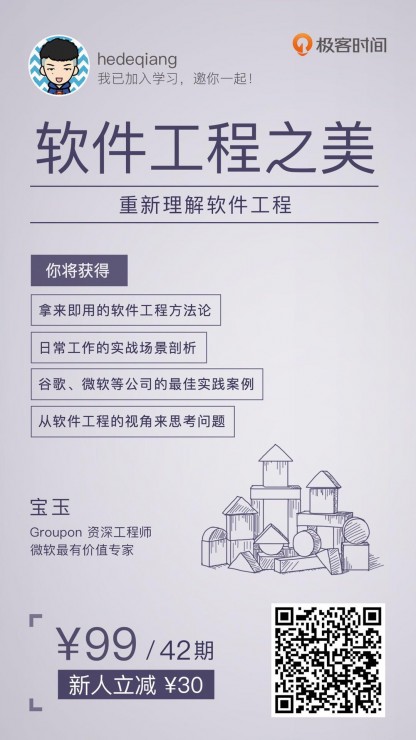 hedeqiang
极客时间
我已加入学习，邀你一起！
软件工程之美
重新理解软件工程
你将获得
拿来即用的软件工程方法论
日常工作的实战场景剖析
谷歌、微软等公司的最佳实践案例
从软件工程的视角来思考问题
宝玉
Groupon 资深工程师
微软最有价值专家
¥99 / 42期
新人立减 ¥30